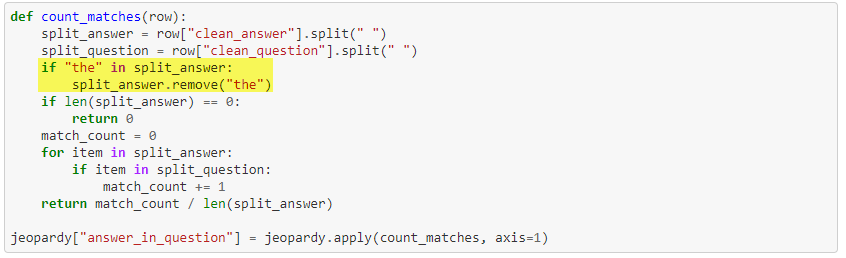 def count_matches(row):
    split_answer = row["clean_answer"].split(" ")
    split_question = row["clean_question"].split(" ")
    if "the" in split_answer:
        split_answer.remove("the")
    if len(split_answer) == 0:
        return 0
    match_count = 0
    for item in split_answer:
        if item in split_question:
            match_count += 1
    return match_count / len(split_answer)

jeopardy["answer_in_question"] = jeopardy.apply(count_matches, axis=1)